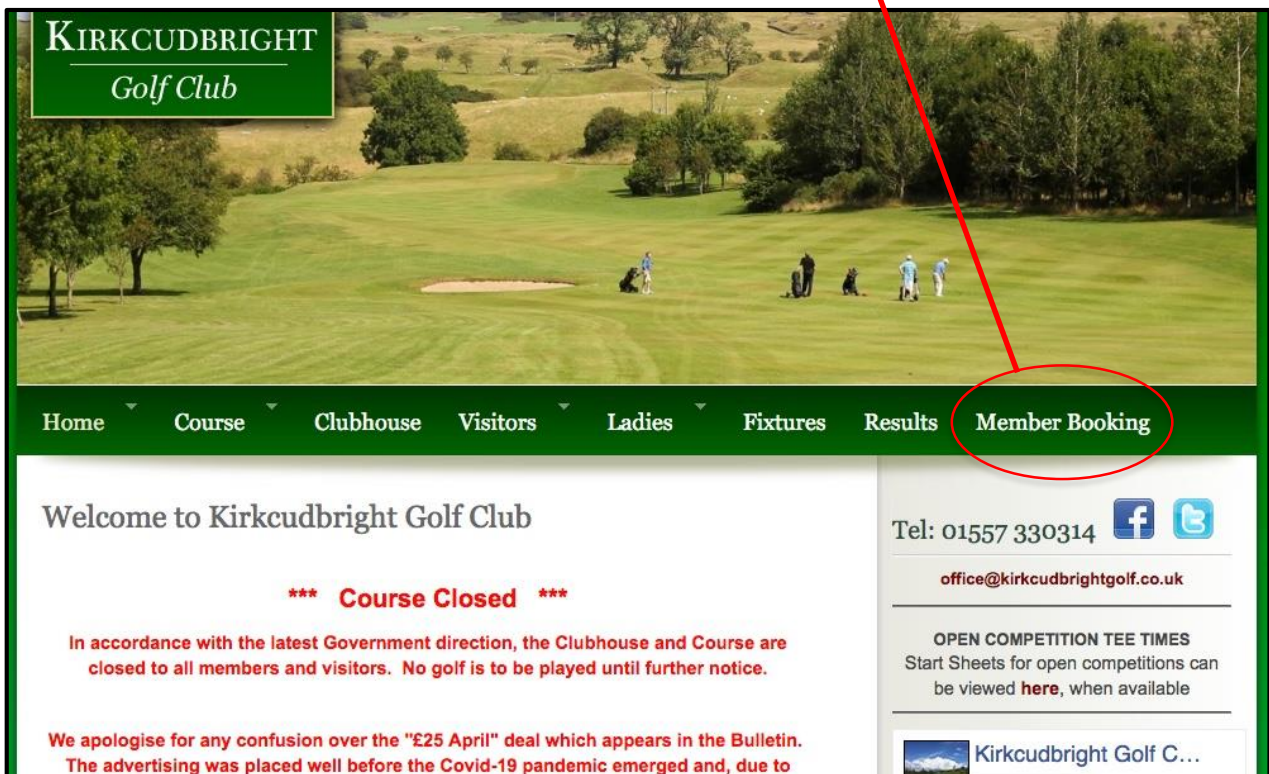 KIRKCUDBRIGHT
Golf Club
Home Course Clubhouse Visitors Ladies Fixtures Results Member Booking
Welcome to Kirkcudbright Golf Club
*** Course Closed ***
In accordance with the latest Government direction, the Clubhouse and Course are
closed to all members and visitors. No golf is to be played until further notice.
We apologise for any confusion over the "£25 April" deal which appears in the Bulletin.
The advertising was placed well before the Covid-19 pandemic emerged and, due to
Tel: 01557 330314
office@kirkcudbrightgolf.co.uk
OPEN COMPETITION TEE TIMES
Start Sheets for open competitions can
be viewed here, when available
Kirkcudbright Golf C...